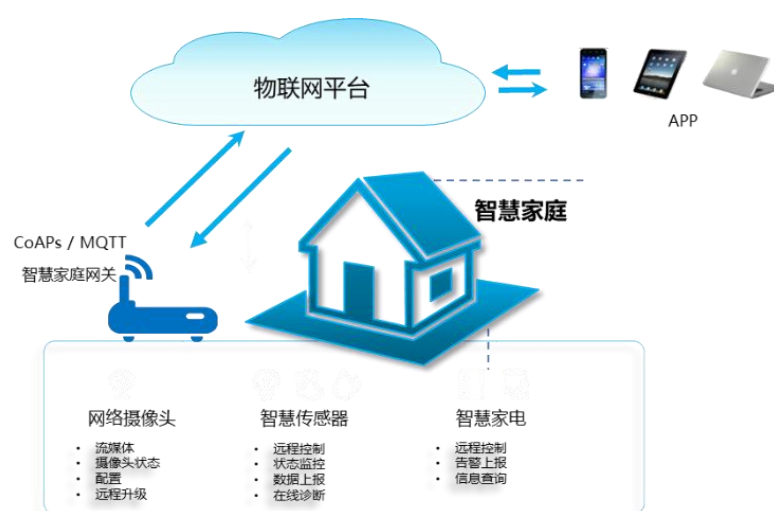 物联网平台
APP
智慧家庭
CoAPs / MQTT
智慧家庭网关
网络摄像头
• 流媒体
• 摄像头状态
• 配置
• 远程升级
智慧传感器
• 远程控制
• 状态监控
• 数据上报
• 在线诊断
智慧家电
• 远程控制
• 告警上报
• 信息查询